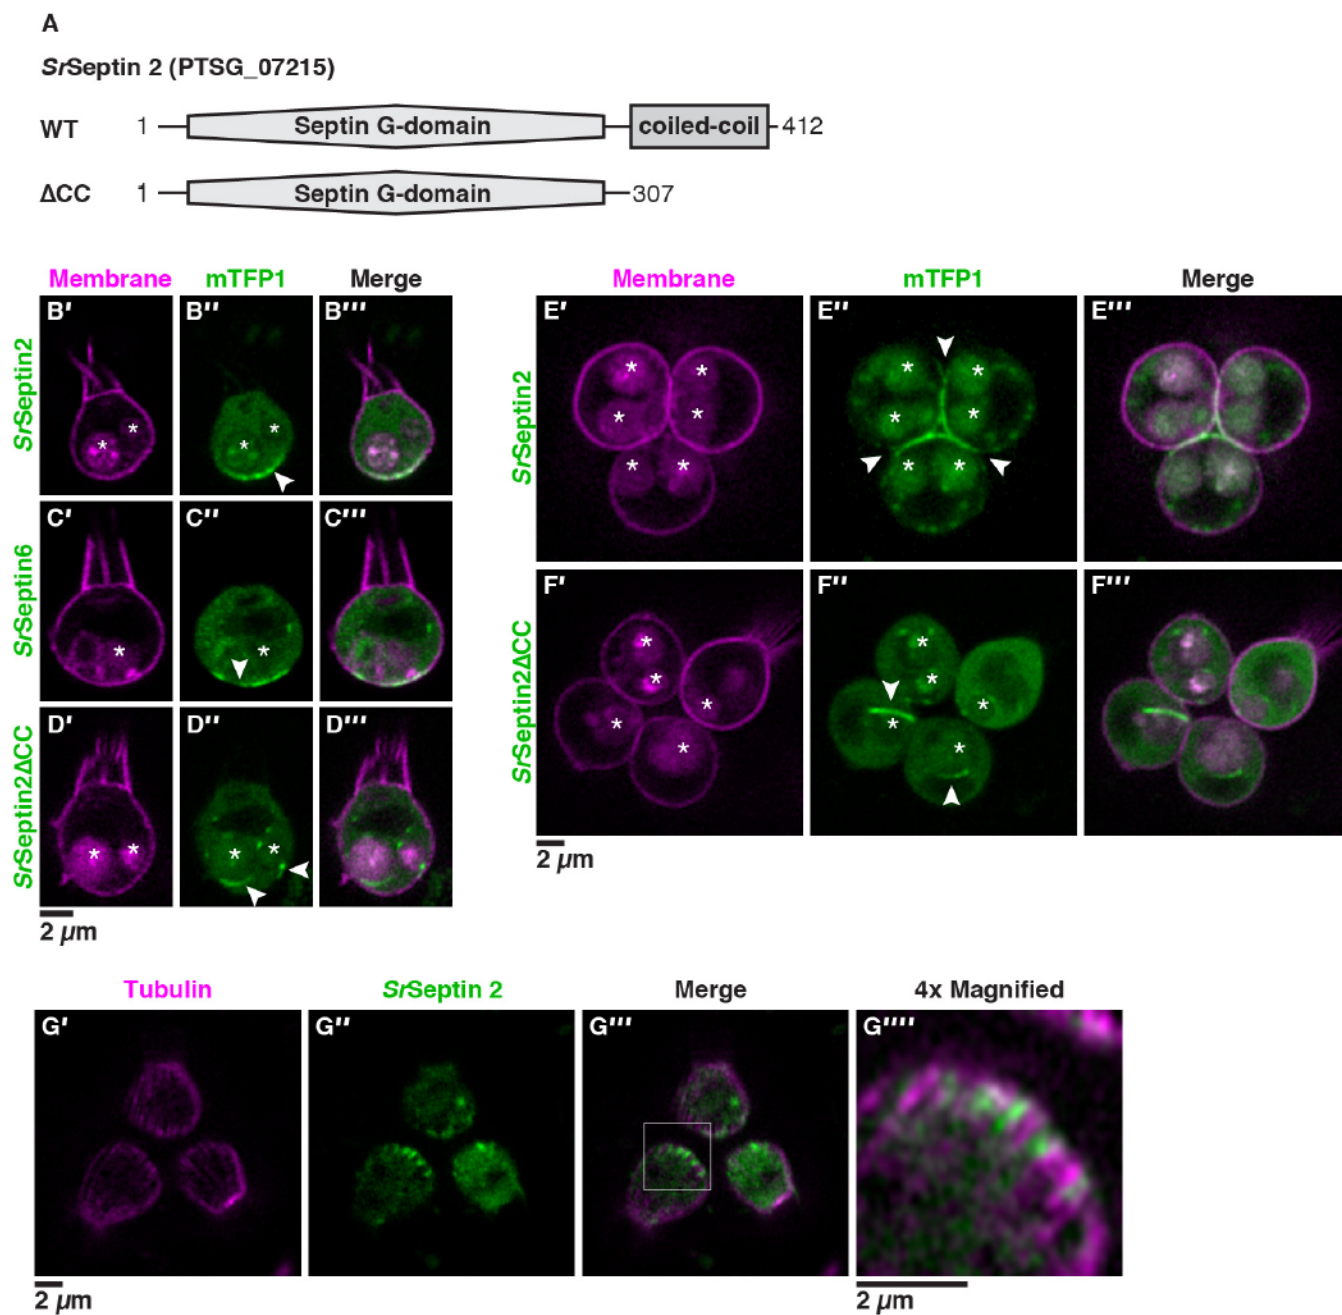 A
SrSeptin 2 (PTSG_07215)
WT 1 Septin G-domain coiled-coil 412
ΔCC 1 Septin G-domain 307
Membrane mTFP1 Merge
SrSeptin2
B′ B′′ B′′′
* * * *
SrSeptin6
C′ C′′ C′′′
* *
SrSeptin2ΔCC
D′ D′′ D′′′
* * * *
2 µm
Membrane mTFP1 Merge
SrSeptin2
E′ E′′ E′′′
* * * *
* * * *
* * * *
SrSeptin2ΔCC
F′ F′′ F′′′
* *
* * * *
* * * *
2 µm
Tubulin SrSeptin 2 Merge 4x Magnified
G′ G′′ G′′′ G′′′′
2 µm 2 µm